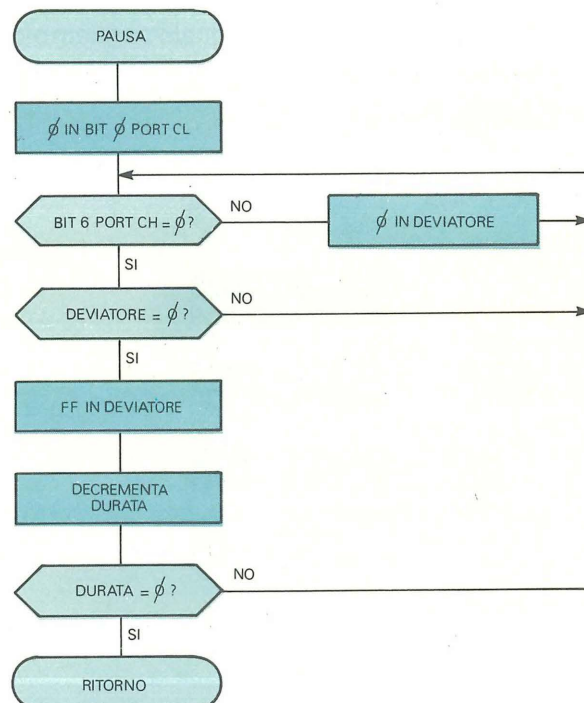 PAUSA
∅ IN BIT ∅ PORT CL
BIT 6 PORT CH = ∅?
NO
∅ IN DEVIATORE
SI
DEVIATORE = ∅?
NO
SI
FF IN DEVIATORE
DECREMENTA
DURATA
DURATA = ∅?
NO
SI
RITORNO